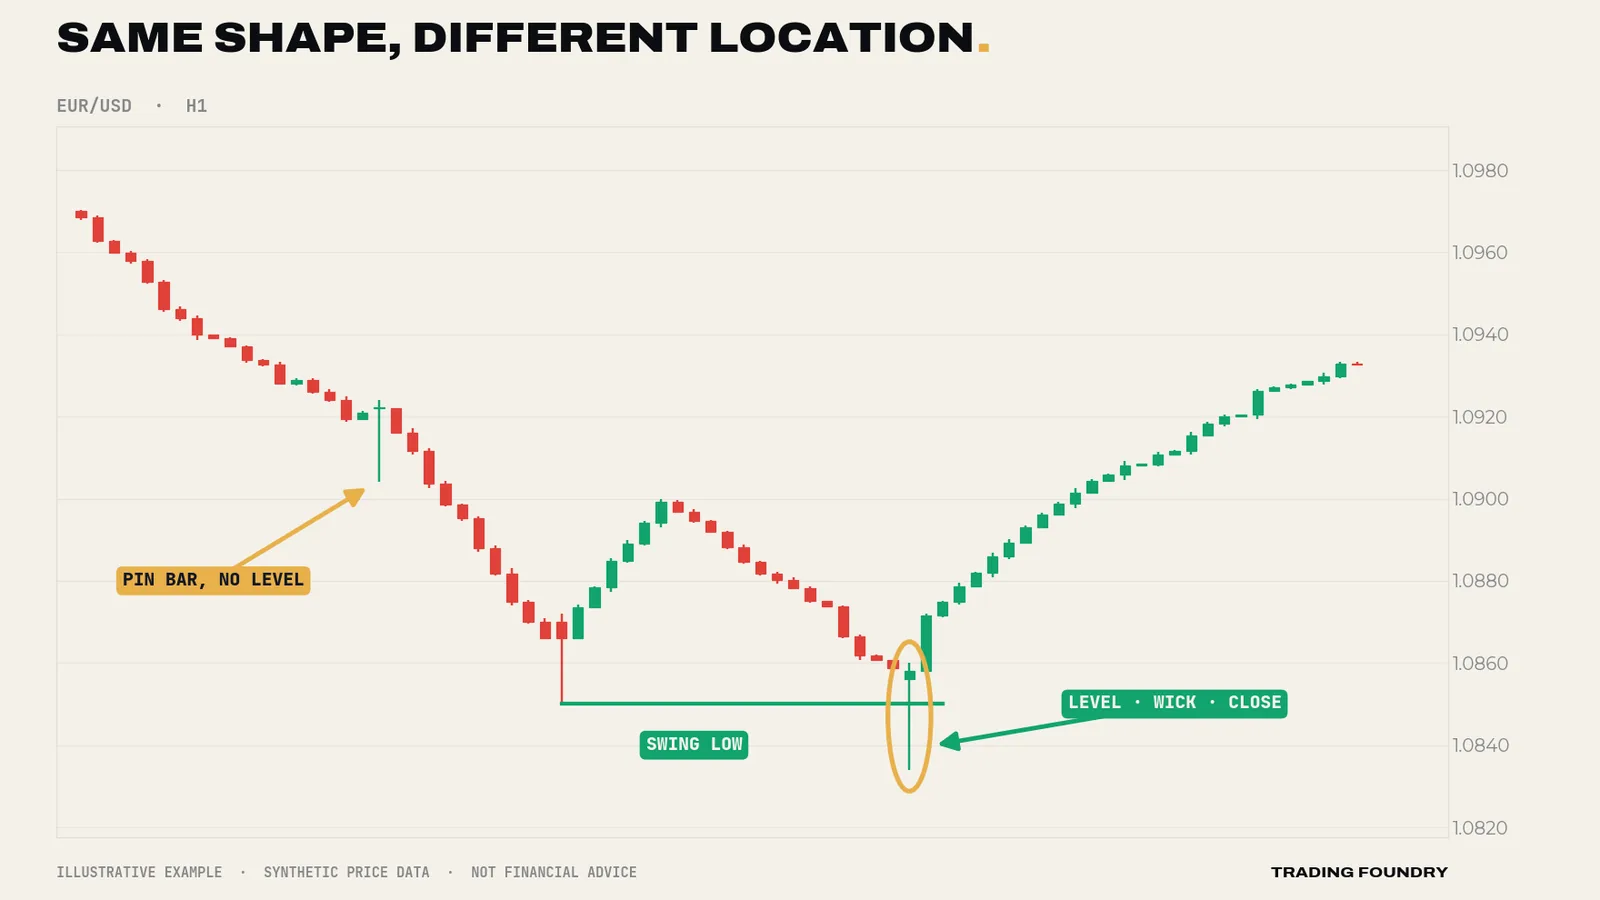 SAME SHAPE, DIFFERENT LOCATION.
EUR/USD · H1
1.0980
1.0960
1.0940
1.0920
1.0900
PIN BAR, NO LEVEL
1.0880
1.0860
LEVEL · WICK · CLOSE
SWING LOW
1.0840
1.0820
ILLUSTRATIVE EXAMPLE · SYNTHETIC PRICE DATA · NOT FINANCIAL ADVICE
TRADING FOUNDRY